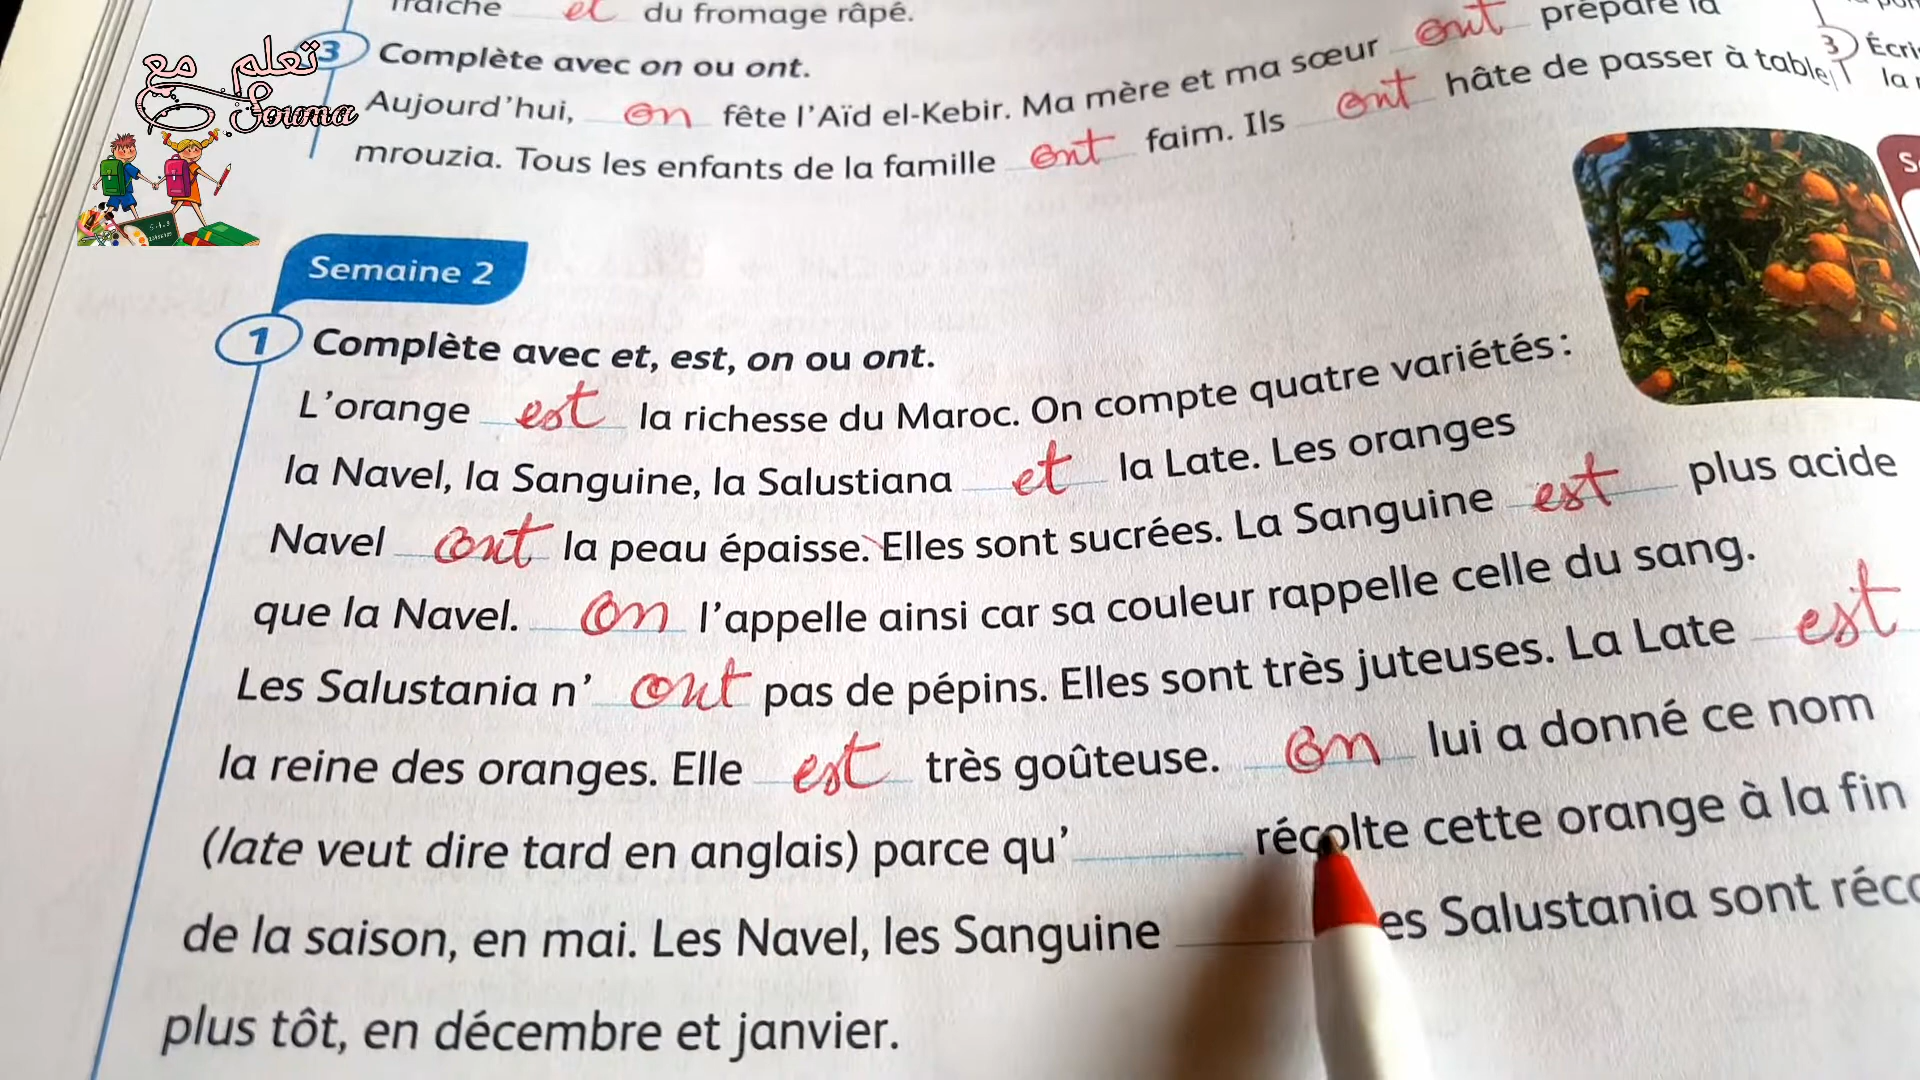 fraîche et du fromage râpé.
تعلم مع
Souma
3 Complète avec on ou ont.
Aujourd'hui, on fête l'Aïd el-Kebir. Ma mère et ma sœur ont préparé la
mrouzia. Tous les enfants de la famille ont faim. Ils ont hâte de passer à table
3 Écri
la
Semaine 2
1 Complète avec et, est, on ou ont.
L'orange est la richesse du Maroc. On compte quatre variétés :
la Navel, la Sanguine, la Salustiana et la Late. Les oranges
Navel ont la peau épaisse. Elles sont sucrées. La Sanguine est plus acide
que la Navel. on l'appelle ainsi car sa couleur rappelle celle du sang.
Les Salustania n' ont pas de pépins. Elles sont très juteuses. La Late est
la reine des oranges. Elle est très goûteuse. on lui a donné ce nom
(late veut dire tard en anglais) parce qu' récolte cette orange à la fin
de la saison, en mai. Les Navel, les Sanguine es Salustania sont réco
plus tôt, en décembre et janvier.